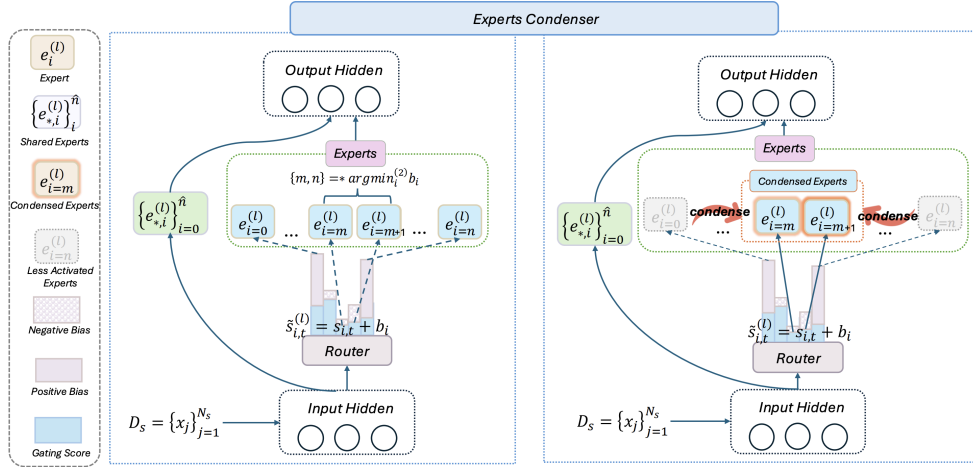 Experts Condenser
e_i^{(l)}
Expert
{e_{*,i}^{(l)}}_i^{n̂}
Shared Experts
e_{i=m}^{(l)}
Condensed Experts
e_{i=n}^{(l)}
Less Activated
Experts
Negative Bias
Positive Bias
Gating Score
Output Hidden
Experts
{m, n} =* argmin_i^{(2)} b_i
{e_{*,i}^{(l)}}_{i=0}^{n̂}
e_{i=0}^{(l)} ... e_{i=m}^{(l)} e_{i=m+1}^{(l)} ... e_{i=n}^{(l)}
s̃_{i,t}^{(l)} = s_{i,t} + b_i
Router
Input Hidden
D_s = {x_j}_{j=1}^{N_s}
Output Hidden
Experts
Condensed Experts
{e_{*,i}^{(l)}}_{i=0}^{n̂}
e_{i=0}^{(l)} condense ... e_{i=m}^{(l)} e_{i=m+1}^{(l)} condense ... e_{i=n}^{(l)}
s̃_{i,t}^{(l)} = s_{i,t} + b_i
Router
Input Hidden
D_s = {x_j}_{j=1}^{N_s}